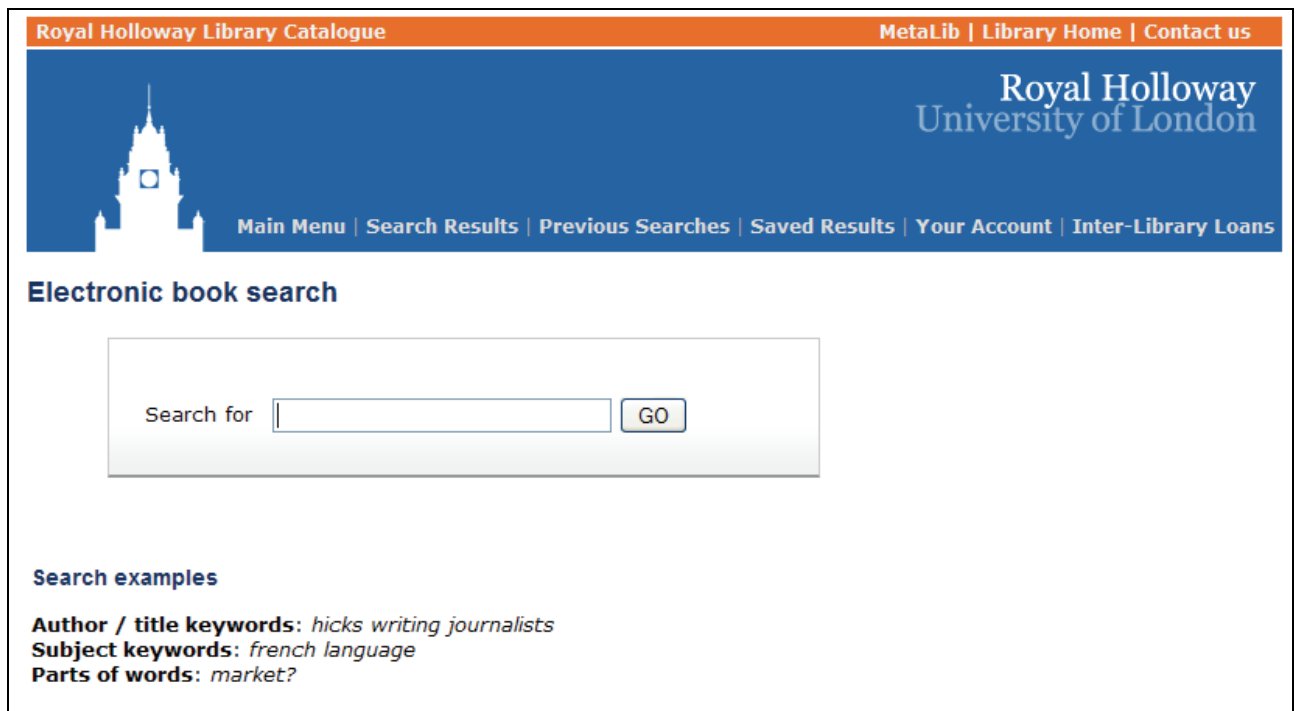 Royal Holloway Library Catalogue MetaLib | Library Home | Contact us
Royal Holloway
University of London
Main Menu | Search Results | Previous Searches | Saved Results | Your Account | Inter-Library Loans
Electronic book search
Search for GO
Search examples
Author / title keywords: hicks writing journalists
Subject keywords: french language
Parts of words: market?